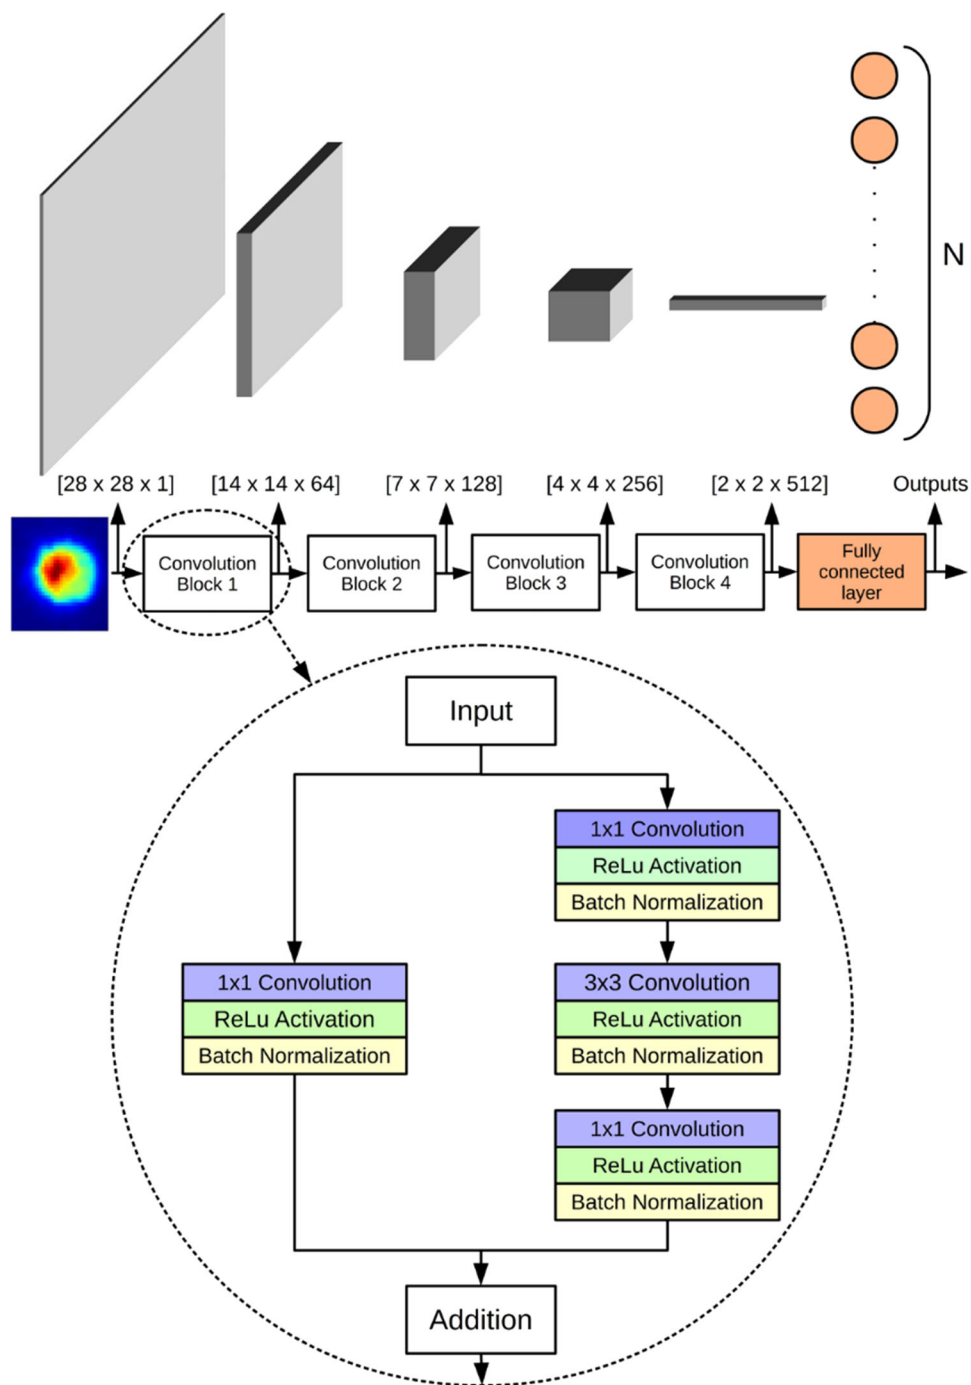 N
[28 x 28 x 1] [14 x 14 x 64] [7 x 7 x 128] [4 x 4 x 256] [2 x 2 x 512] Outputs
Convolution
Block 1
Convolution
Block 2
Convolution
Block 3
Convolution
Block 4
Fully
connected
layer
Input
1x1 Convolution
ReLu Activation
Batch Normalization
1x1 Convolution
ReLu Activation
Batch Normalization
3x3 Convolution
ReLu Activation
Batch Normalization
1x1 Convolution
ReLu Activation
Batch Normalization
Addition